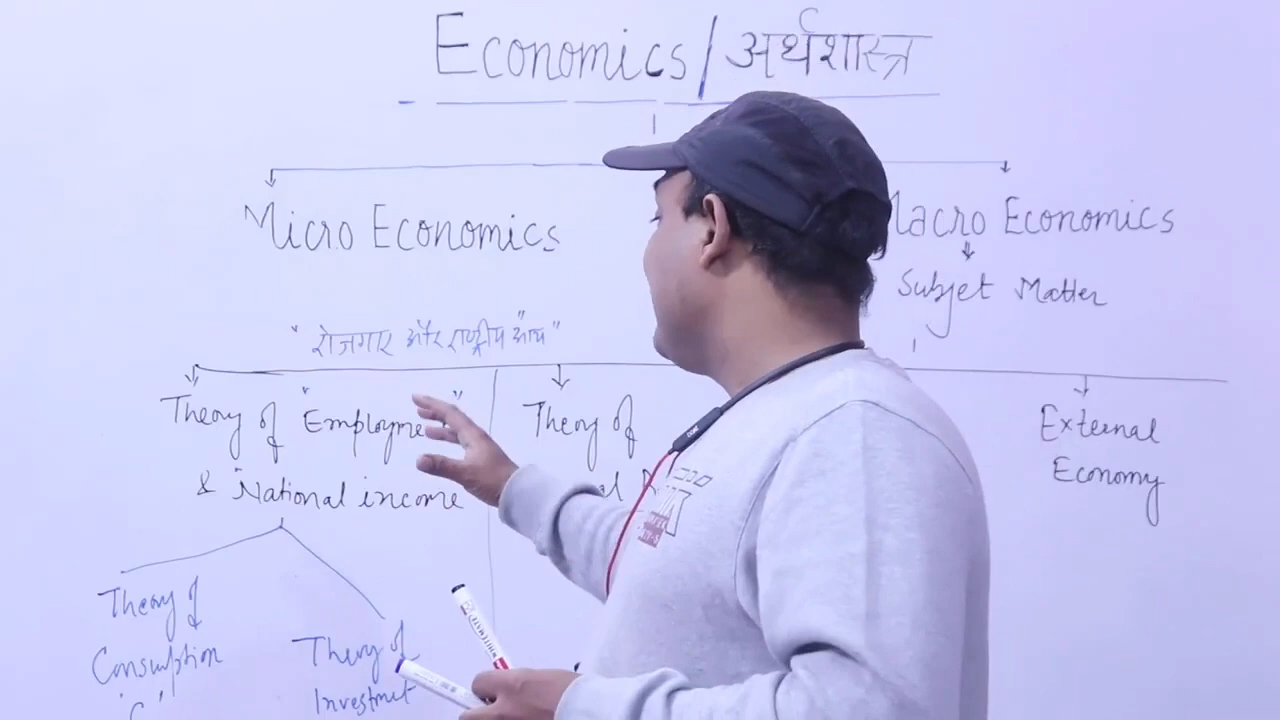 Economics/अर्थशास्त्र
Micro Economics
Macro Economics
Subjet Matter
"रोजगार और राष्ट्रीय "आय"
Theory of "Employme"
& "National income
Theory of
External
Economy
Theory of
Consumption
"C"
Theory of
Investmet